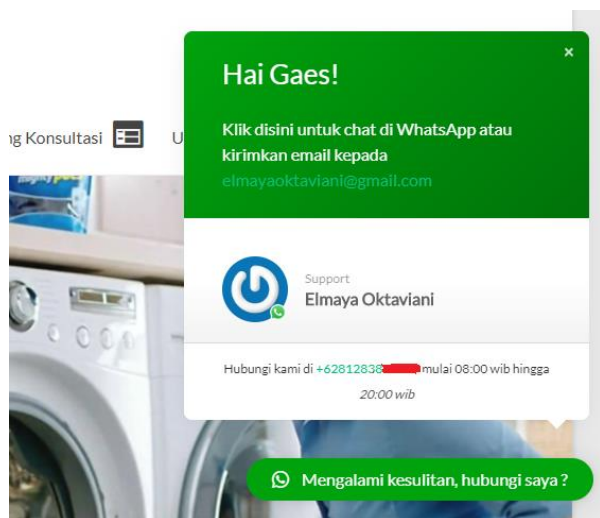 Hai Gaes!
×
Klik disini untuk chat di WhatsApp atau
kirimkan email kepada
elmayaoktaviani@gmail.com
ng Konsultasi
U
Support
Elmaya Oktaviani
Hubungi kami di +62812838 mulai 08:00 wib hingga
20:00 wib
Mengalami kesulitan, hubungi saya ?